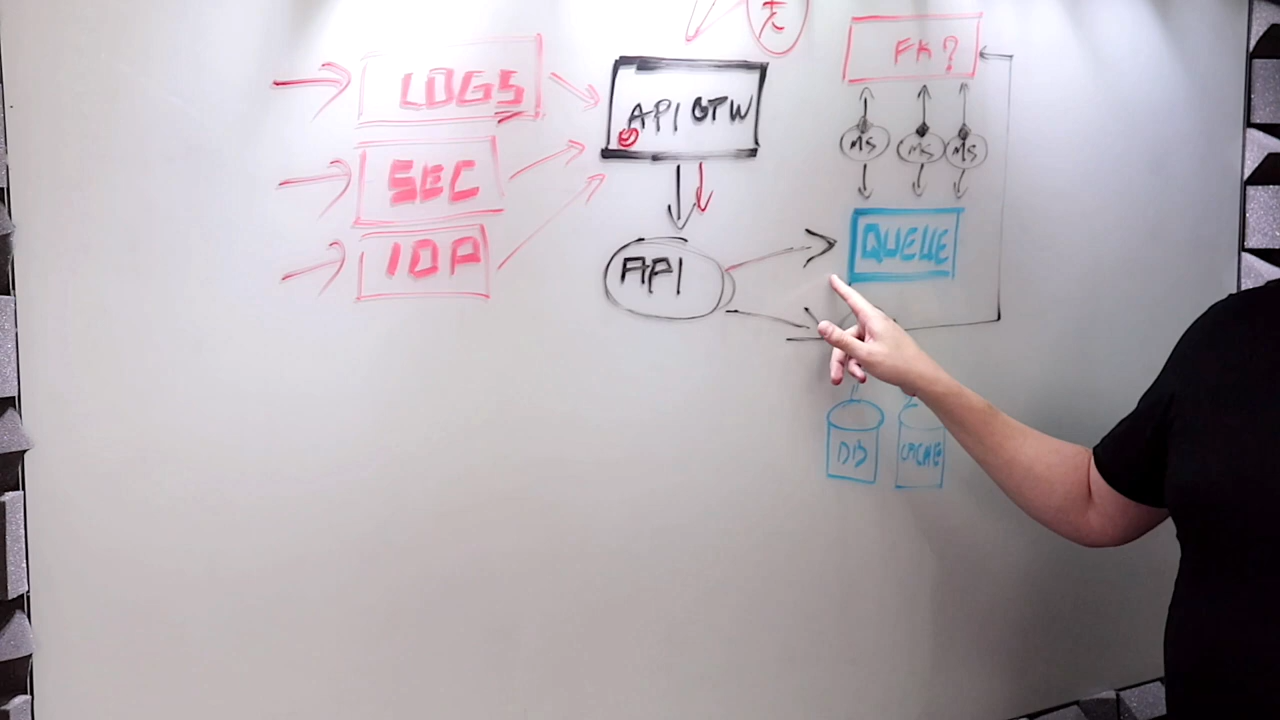 LOGS
SEC
IDP
API GTW
API
FK?
MS
MS
MS
QUEUE
DB
CACHE